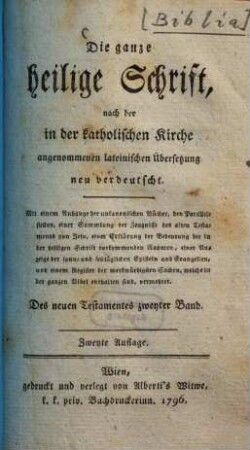 [Biblia]
Die ganze
heilige Schrift,
nach der
in der katholischen Kirche
angenommenen lateinischen Übersetzung
neu verdeutscht.
Mit einem Anhange der unkanonischen Bücher, den Parallel-
stellen, einer Sammlung der Zeugnisse des alten Testa-
ments von Jesu, einer Erklärung der Bedeutung der in
der heiligen Schrift vorkommenden Nahmen, einer An-
zeige der sonn- und festtäglichen Episteln und Evangelien,
und einem Register der merkwürdigsten Sachen, welche in
der ganzen Bibel enthalten sind, vermehret.
Des neuen Testamentes zweyter Band.
Zweyte Auflage.
Wien,
gedruckt und verlegt von Alberti's Witwe,
k. k. priv. Buchdruckerinn. 1796.